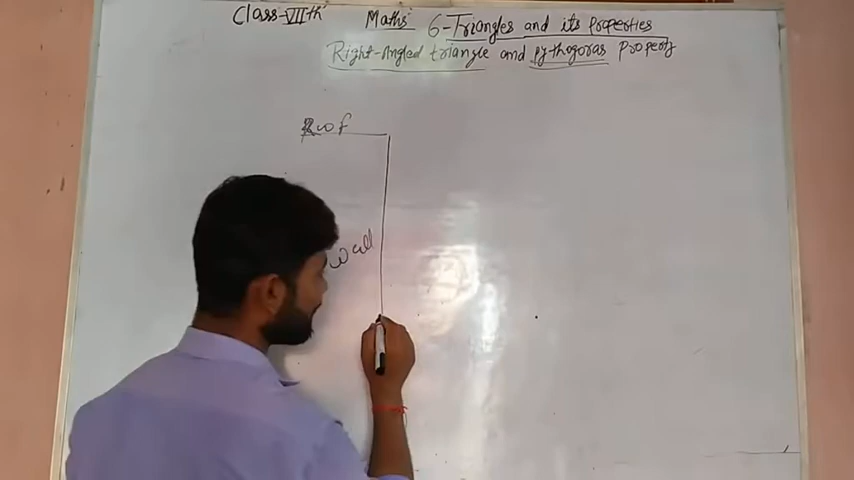 Class-VIIth Maths 6-Triangles and its Properties
Right-Angled triangle and pythagoras Property
Roof
wall